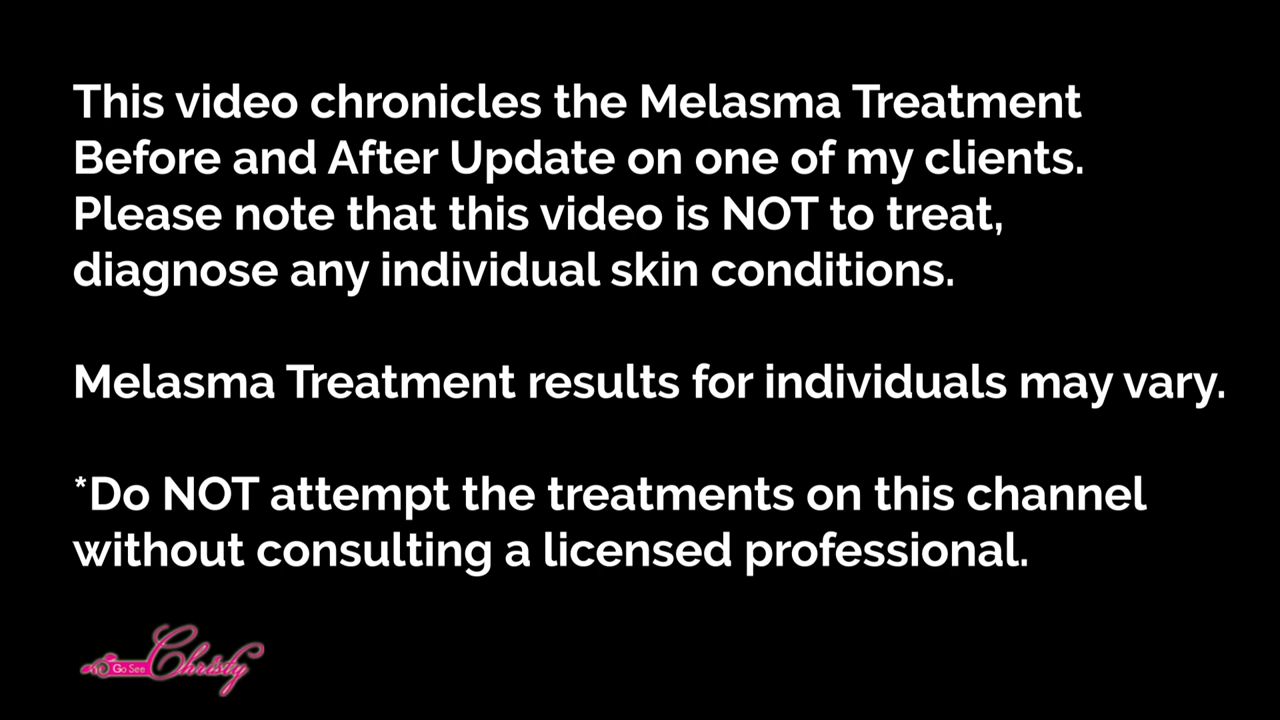 This video chronicles the Melasma Treatment
Before and After Update on one of my clients.
Please note that this video is NOT to treat,
diagnose any individual skin conditions.
Melasma Treatment results for individuals may vary.
*Do NOT attempt the treatments on this channel
without consulting a licensed professional.
Go See Christy